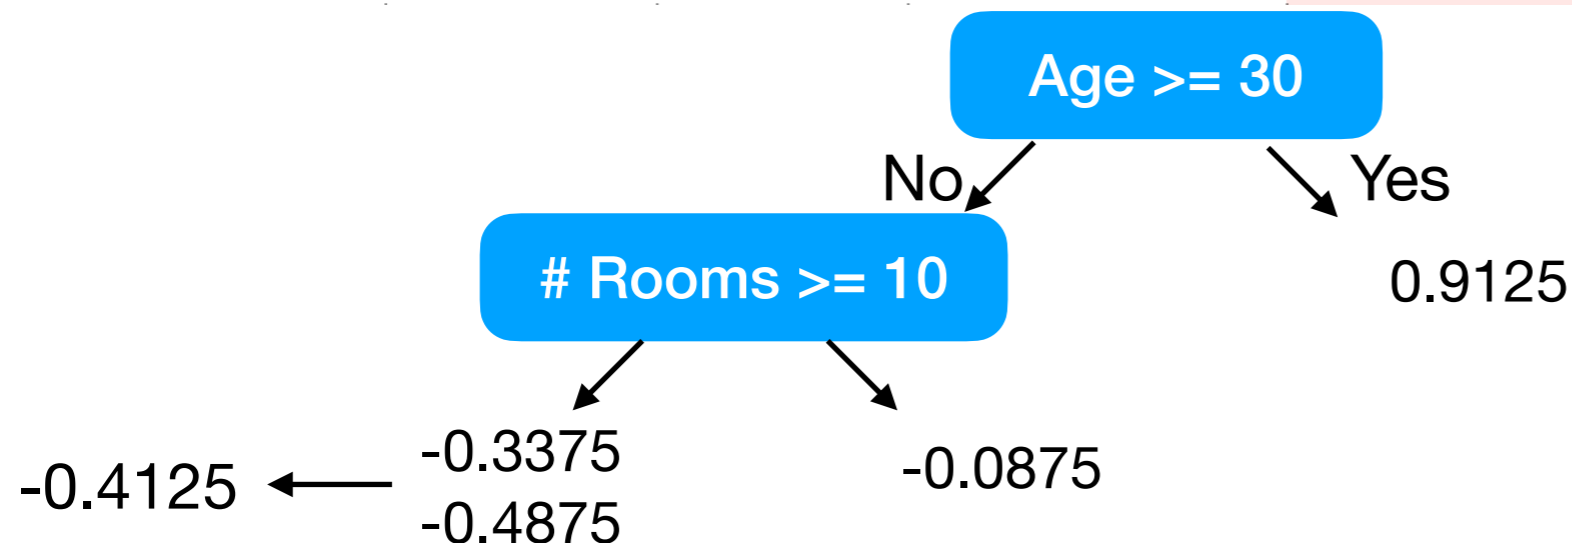 Age >= 30
No
Yes
# Rooms >= 10
0.9125
-0.3375
-0.0875
-0.4125
-0.4875